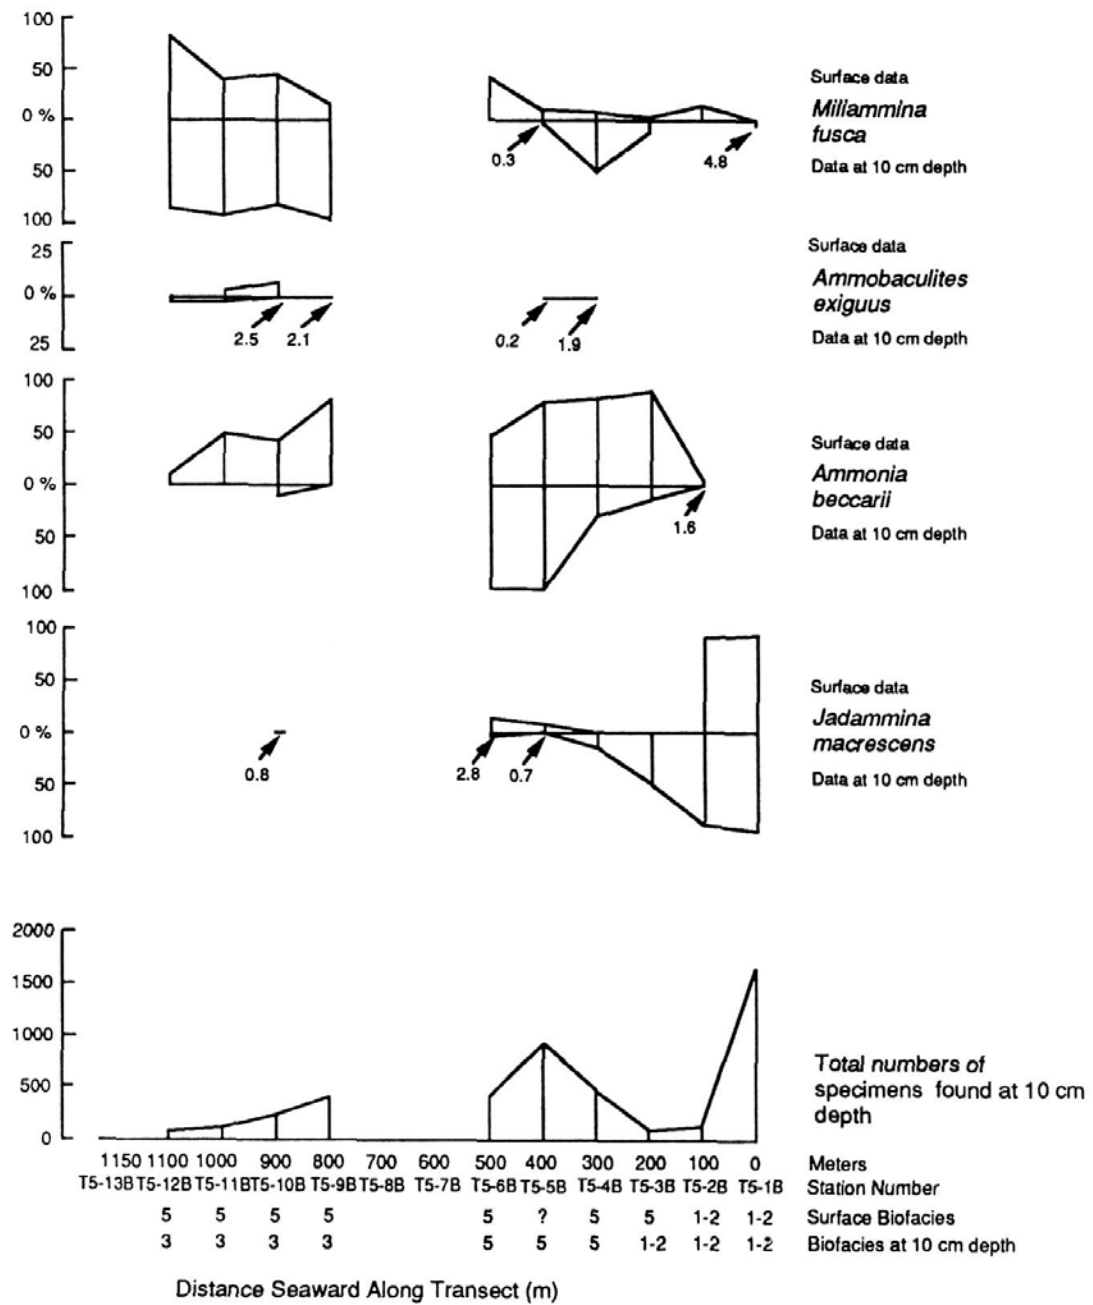 100
50
0 %
50
100
0.3
4.8
Surface data
Miliammina
fusca
Data at 10 cm depth
25
0 %
25
2.5
2.1
0.2
1.9
Surface data
Ammobaculites
exiguus
Data at 10 cm depth
100
50
0 %
50
100
1.6
Surface data
Ammonia
beccarii
Data at 10 cm depth
100
50
0 %
50
100
0.8
2.8
0.7
Surface data
Jadammina
macrescens
Data at 10 cm depth
2000
1500
1000
500
0
Total numbers of
specimens found at 10 cm
depth
1150 1100 1000 900 800 700 600 500 400 300 200 100 0 Meters
T5-13B T5-12B T5-11B T5-10B T5-9B T5-8B T5-7B T5-6B T5-5B T5-4B T5-3B T5-2B T5-1B Station Number
5 5 5 5 5 ? 5 5 1-2 1-2 Surface Biofacies
3 3 3 3 5 5 5 1-2 1-2 1-2 Biofacies at 10 cm depth
Distance Seaward Along Transect (m)